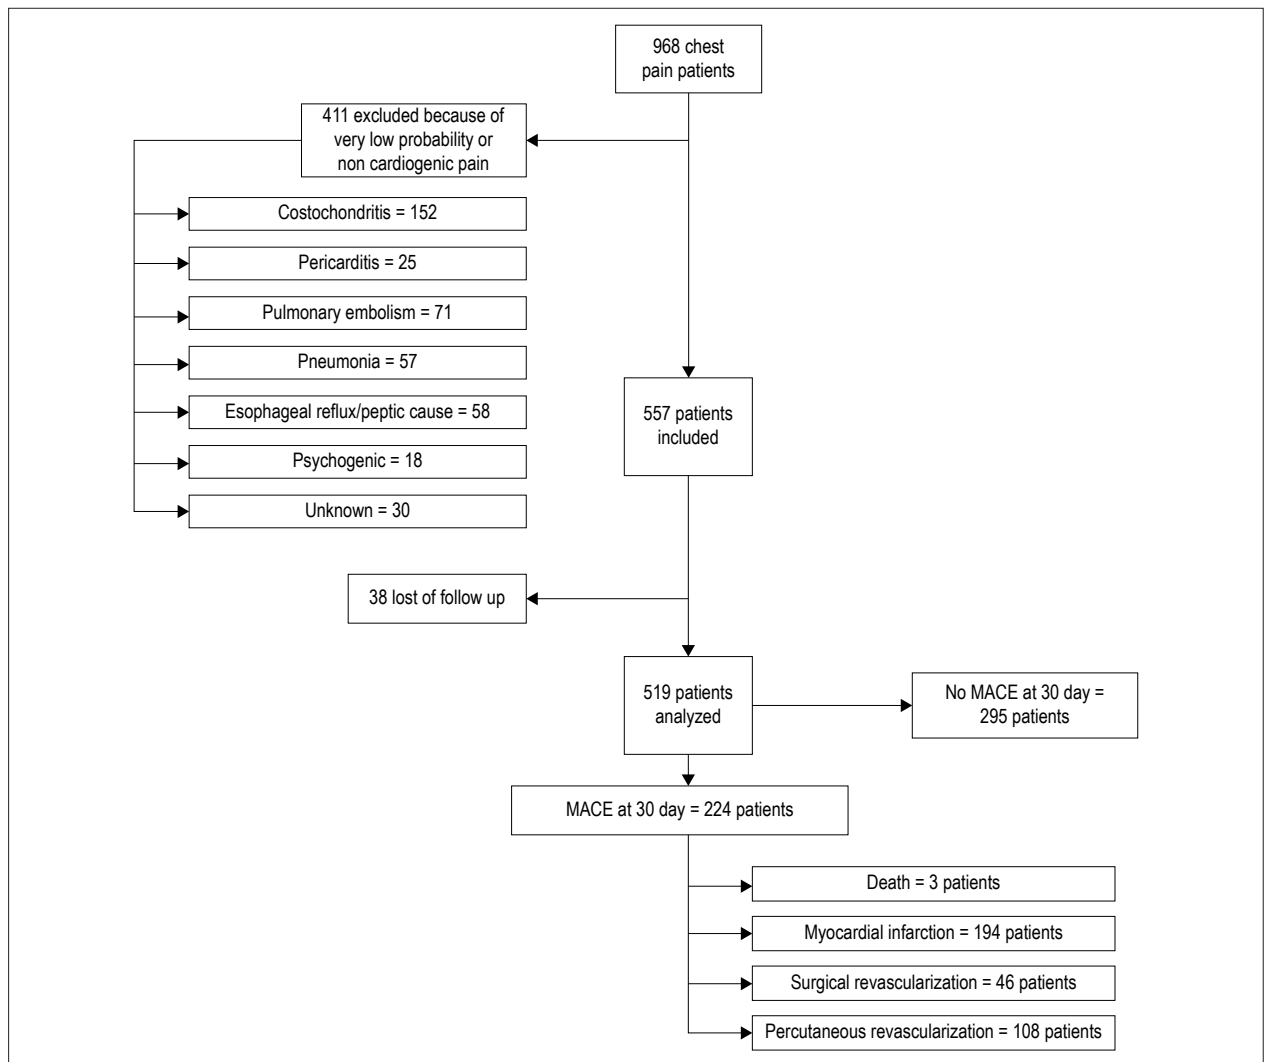 968 chest
pain patients
411 excluded because of
very low probability or
non cardiogenic pain
Costochondritis = 152
Pericarditis = 25
Pulmonary embolism = 71
Pneumonia = 57
Esophageal reflux/peptic cause = 58
Psychogenic = 18
Unknown = 30
557 patients
included
38 lost of follow up
519 patients
analyzed
No MACE at 30 day =
295 patients
MACE at 30 day = 224 patients
Death = 3 patients
Myocardial infarction = 194 patients
Surgical revascularization = 46 patients
Percutaneous revascularization = 108 patients